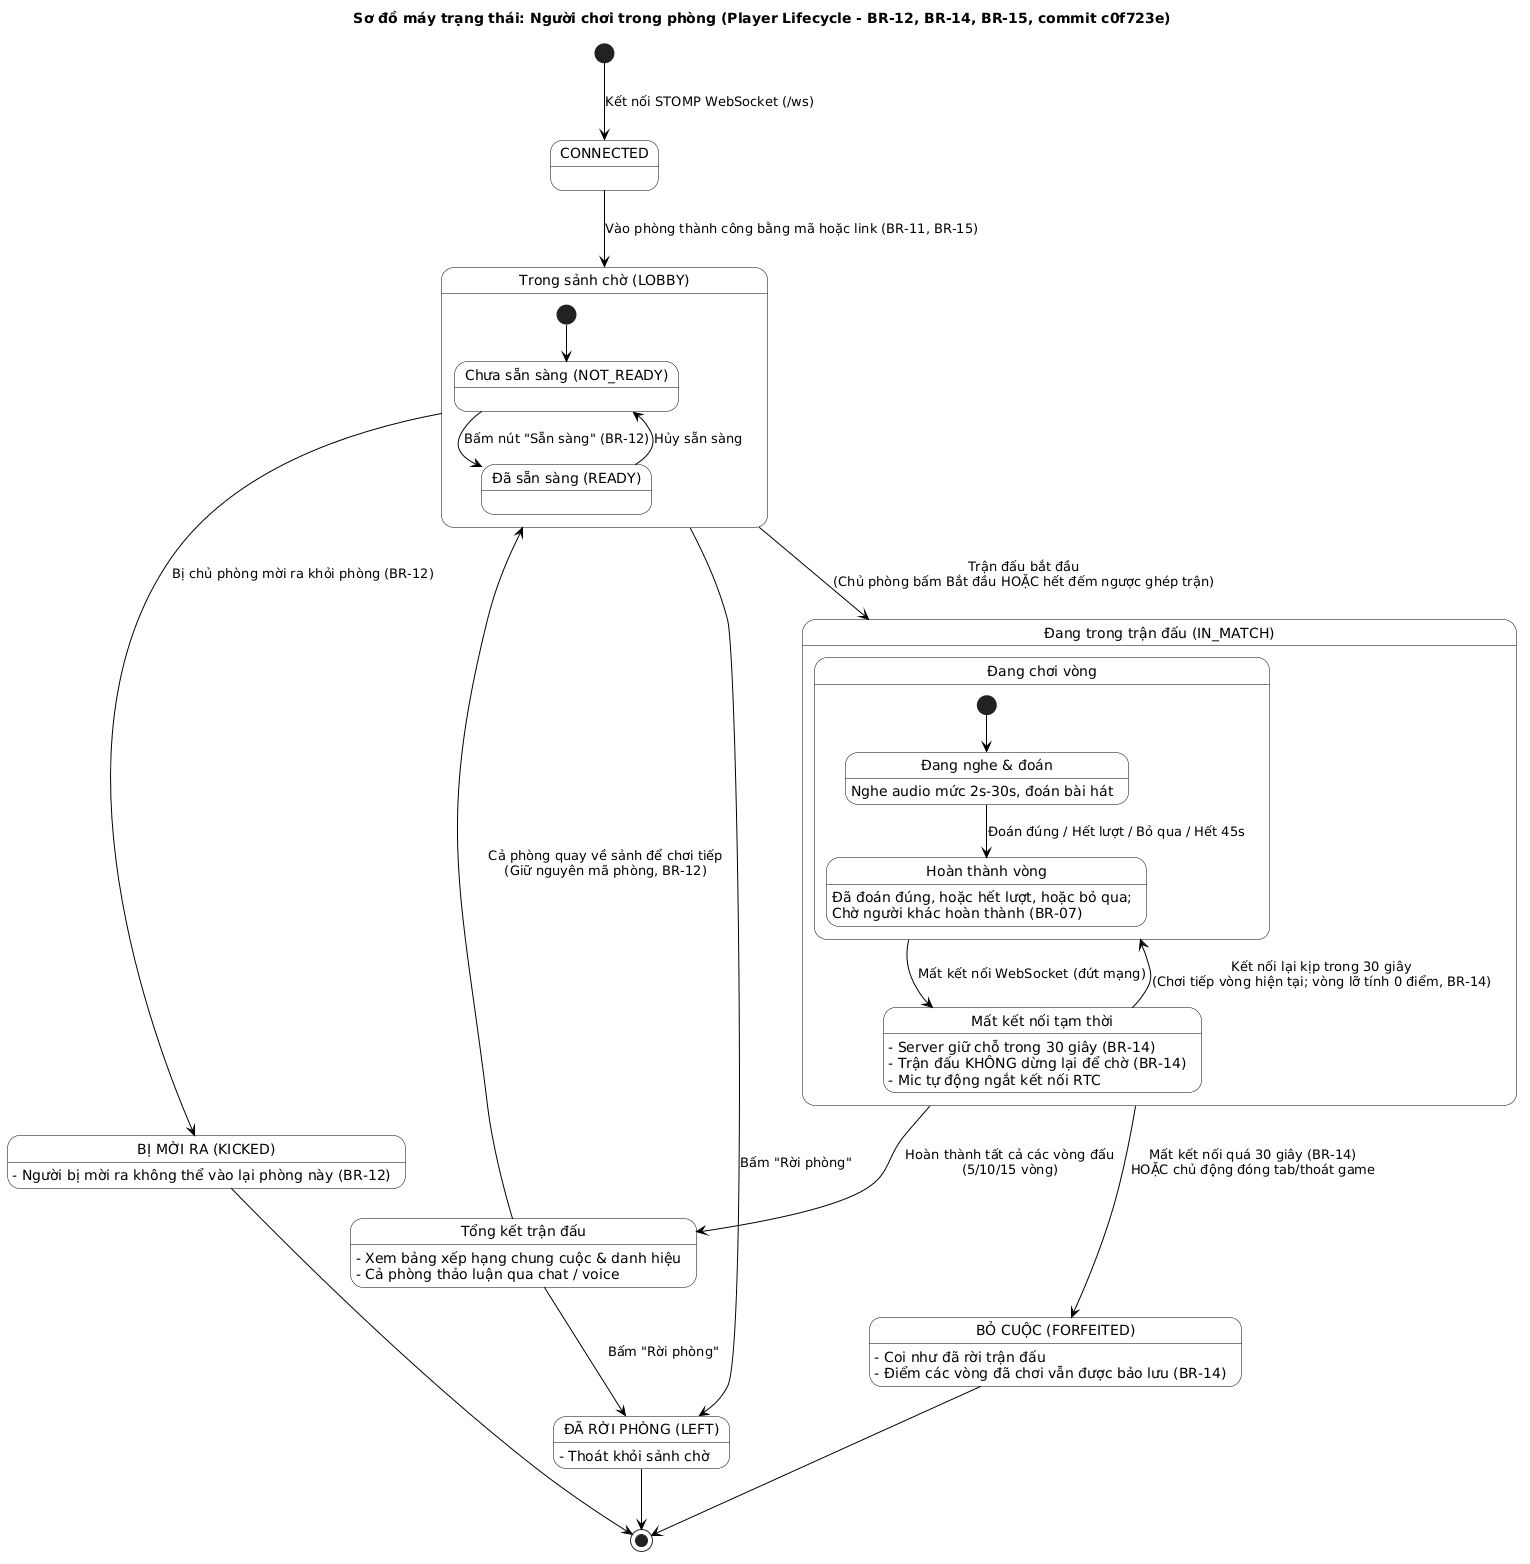 Sơ đồ máy trạng thái: Người chơi trong phòng (Player Lifecycle - BR-12, BR-14, BR-15, commit c0f723e)
Kết nối STOMP WebSocket (/ws)
CONNECTED
Vào phòng thành công bằng mã hoặc link (BR-11, BR-15)
Trong sảnh chờ (LOBBY)
Chưa sẵn sàng (NOT_READY)
Bấm nút "Sẵn sàng" (BR-12)
Hủy sẵn sàng
Đã sẵn sàng (READY)
Bị chủ phòng mời ra khỏi phòng (BR-12)
Trận đấu bắt đầu
(Chủ phòng bấm Bắt đầu HOẶC hết đếm ngược ghép trận)
Đang trong trận đấu (IN_MATCH)
Đang chơi vòng
Đang nghe & đoán
Nghe audio mức 2s-30s, đoán bài hát
Đoán đúng / Hết lượt / Bỏ qua / Hết 45s
Hoàn thành vòng
Đã đoán đúng, hoặc hết lượt, hoặc bỏ qua;
Chờ người khác hoàn thành (BR-07)
Cả phòng quay về sảnh để chơi tiếp
(Giữ nguyên mã phòng, BR-12)
Mất kết nối WebSocket (đứt mạng)
Kết nối lại kịp trong 30 giây
(Chơi tiếp vòng hiện tại; vòng lỡ tính 0 điểm, BR-14)
Mất kết nối tạm thời
- Server giữ chỗ trong 30 giây (BR-14)
- Trận đấu KHÔNG dừng lại để chờ (BR-14)
- Mic tự động ngắt kết nối RTC
BỊ MỜI RA (KICKED)
- Người bị mời ra không thể vào lại phòng này (BR-12)
Bấm "Rời phòng"
Hoàn thành tất cả các vòng đấu
(5/10/15 vòng)
Mất kết nối quá 30 giây (BR-14)
HOẶC chủ động đóng tab/thoát game
Tổng kết trận đấu
- Xem bảng xếp hạng chung cuộc & danh hiệu
- Cả phòng thảo luận qua chat / voice
Bấm "Rời phòng"
BỎ CUỘC (FORFEITED)
- Coi như đã rời trận đấu
- Điểm các vòng đã chơi vẫn được bảo lưu (BR-14)
ĐÃ RỜI PHÒNG (LEFT)
- Thoát khỏi sảnh chờ